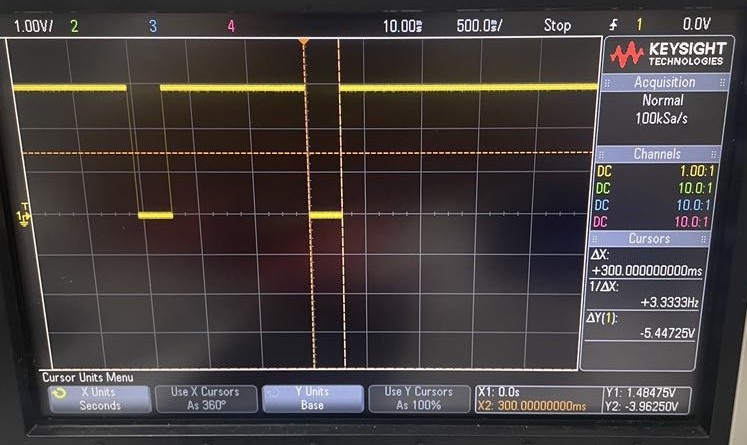 1.00V/ 2 3 4 10.00s 500.0s/ Stop 1 0.0V
KEYSIGHT
TECHNOLOGIES
Acquisition
Normal
100kSa/s
Channels
DC 1.00:1
DC 10.0:1
DC 10.0:1
DC 10.0:1
Cursors
ΔX:
+300.000000000ms
1/ΔX:
+3.3333Hz
ΔY(1):
-5.44725V
T
1
Cursor Units Menu
X Units
Seconds
Use X Cursors
As 360°
Y Units
Base
Use Y Cursors
As 100%
X1: 0.0s
X2: 300.00000000ms
Y1: 1.48475V
Y2: -3.96250V